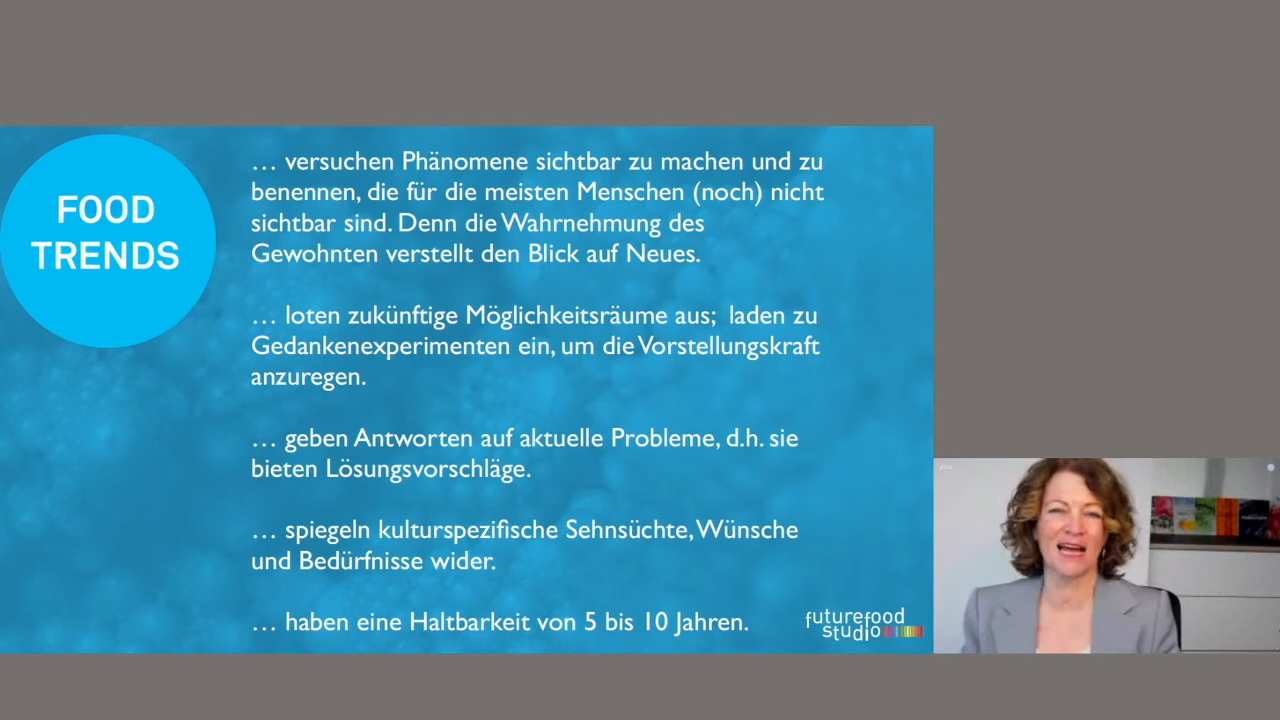 FOOD
TRENDS
… versuchen Phänomene sichtbar zu machen und zu
benennen, die für die meisten Menschen (noch) nicht
sichtbar sind. Denn die Wahrnehmung des
Gewohnten verstellt den Blick auf Neues.
… loten zukünftige Möglichkeitsräume aus; laden zu
Gedankenexperimenten ein, um die Vorstellungskraft
anzuregen.
… geben Antworten auf aktuelle Probleme, d.h. sie
bieten Lösungsvorschläge.
… spiegeln kulturspezifische Sehnsüchte, Wünsche
und Bedürfnisse wider.
… haben eine Haltbarkeit von 5 bis 10 Jahren.
futurefood
studio